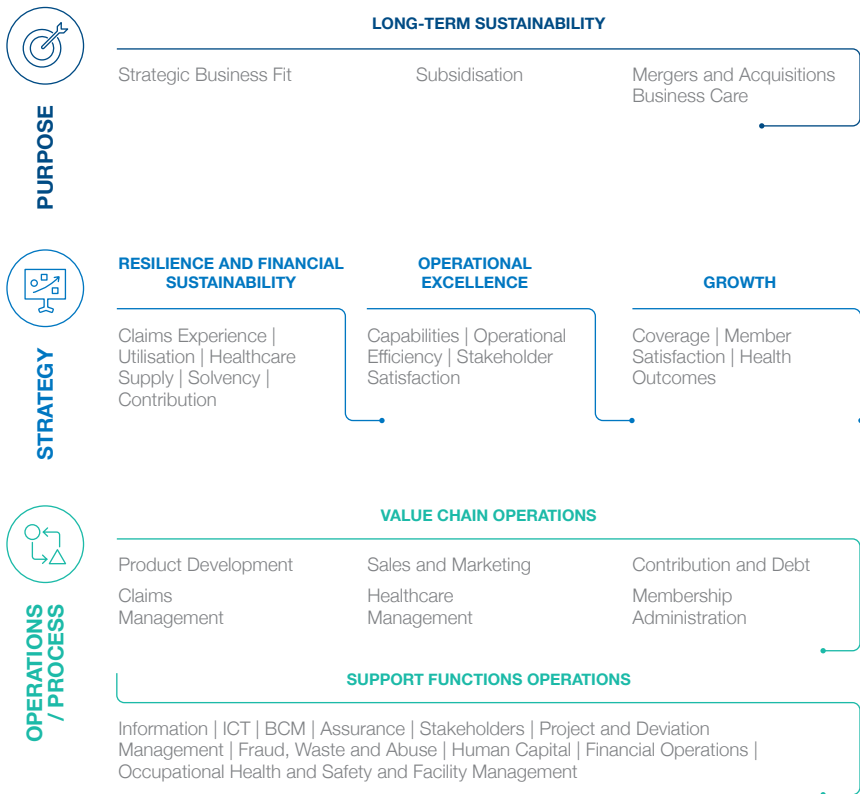 PURPOSE
LONG-TERM SUSTAINABILITY
Strategic Business Fit
Subsidisation
Mergers and Acquisitions
Business Care
STRATEGY
RESILIENCE AND FINANCIAL
SUSTAINABILITY
Claims Experience |
Utilisation | Healthcare
Supply | Solvency |
Contribution
OPERATIONAL
EXCELLENCE
Capabilities | Operational
Efficiency | Stakeholder
Satisfaction
GROWTH
Coverage | Member
Satisfaction | Health
Outcomes
OPERATIONS
/ PROCESS
VALUE CHAIN OPERATIONS
Product Development
Sales and Marketing
Contribution and Debt
Claims
Management
Healthcare
Management
Membership
Administration
SUPPORT FUNCTIONS OPERATIONS
Information | ICT | BCM | Assurance | Stakeholders | Project and Deviation
Management | Fraud, Waste and Abuse | Human Capital | Financial Operations |
Occupational Health and Safety and Facility Management